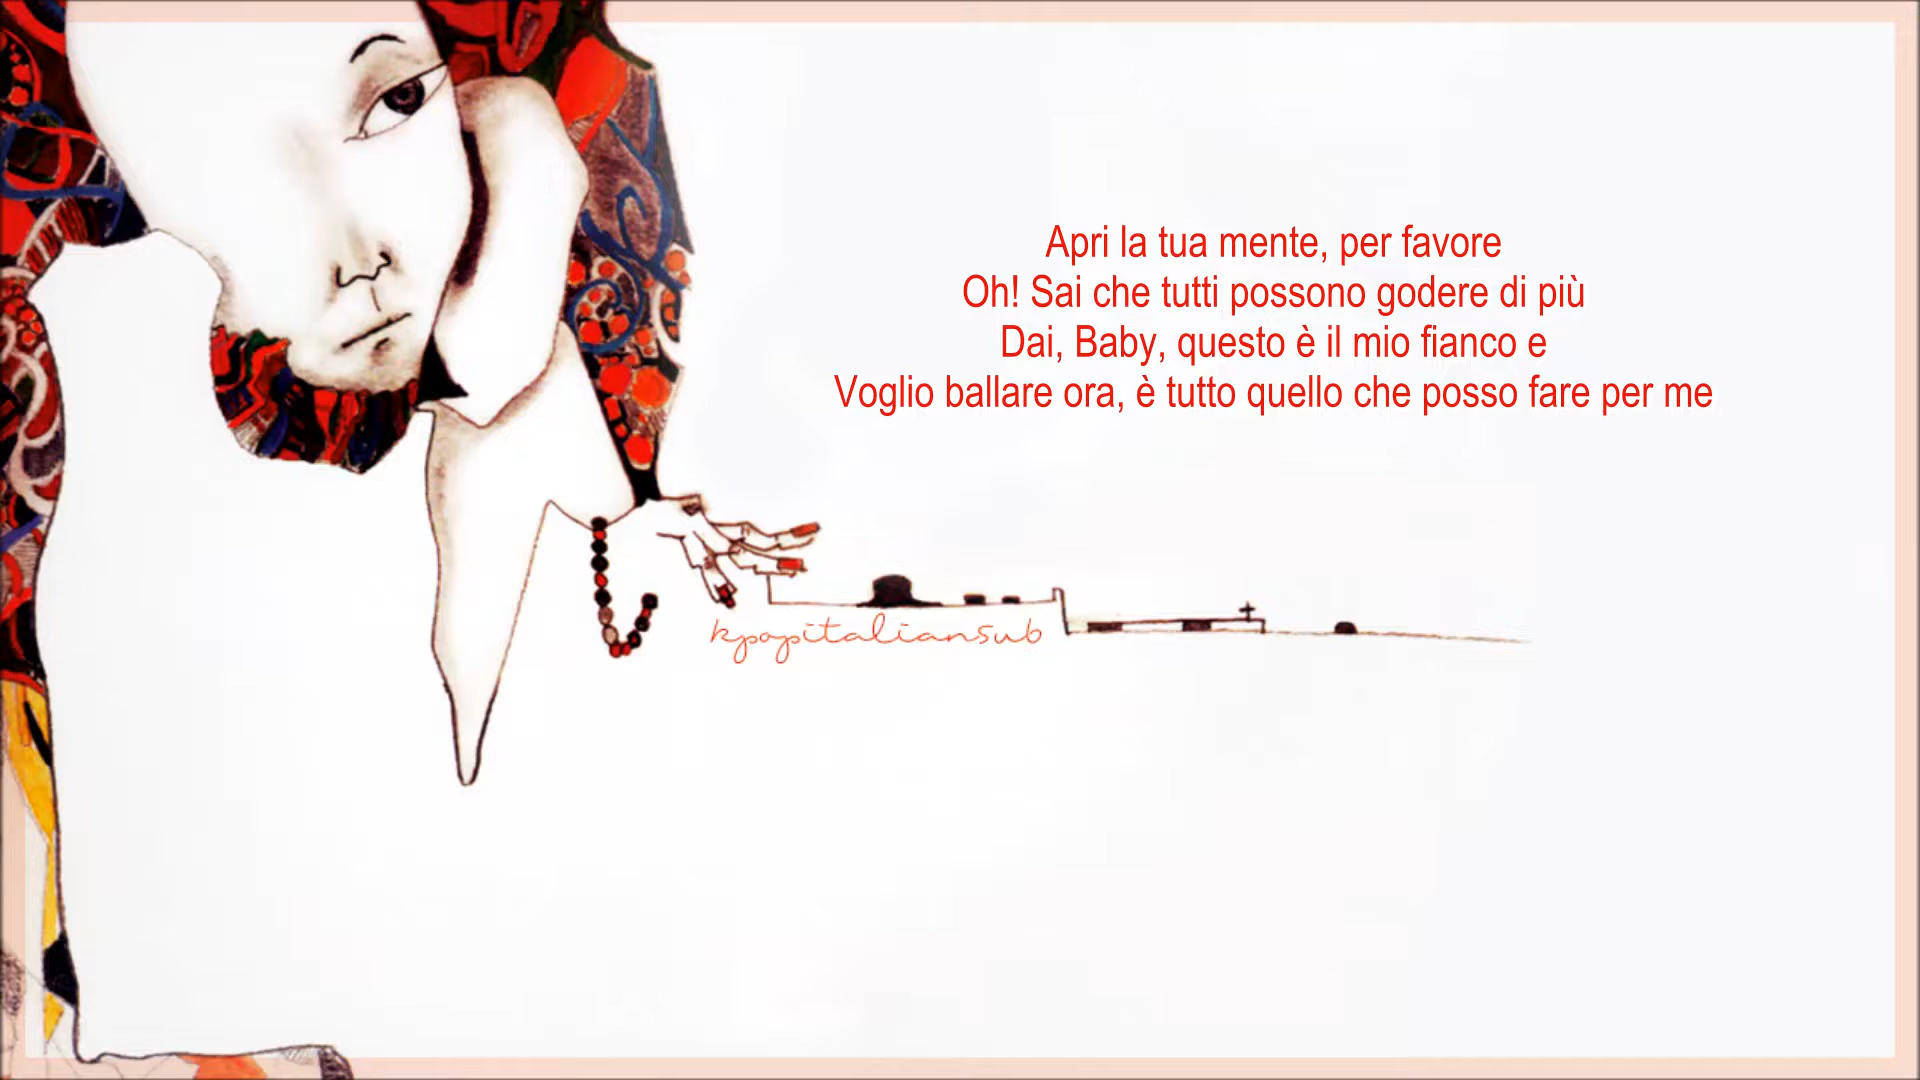 Apri la tua mente, per favore
Oh! Sai che tutti possono godere di più
Dai, Baby, questo è il mio fianco e
Voglio ballare ora, è tutto quello che posso fare per me
kpopitaliansub